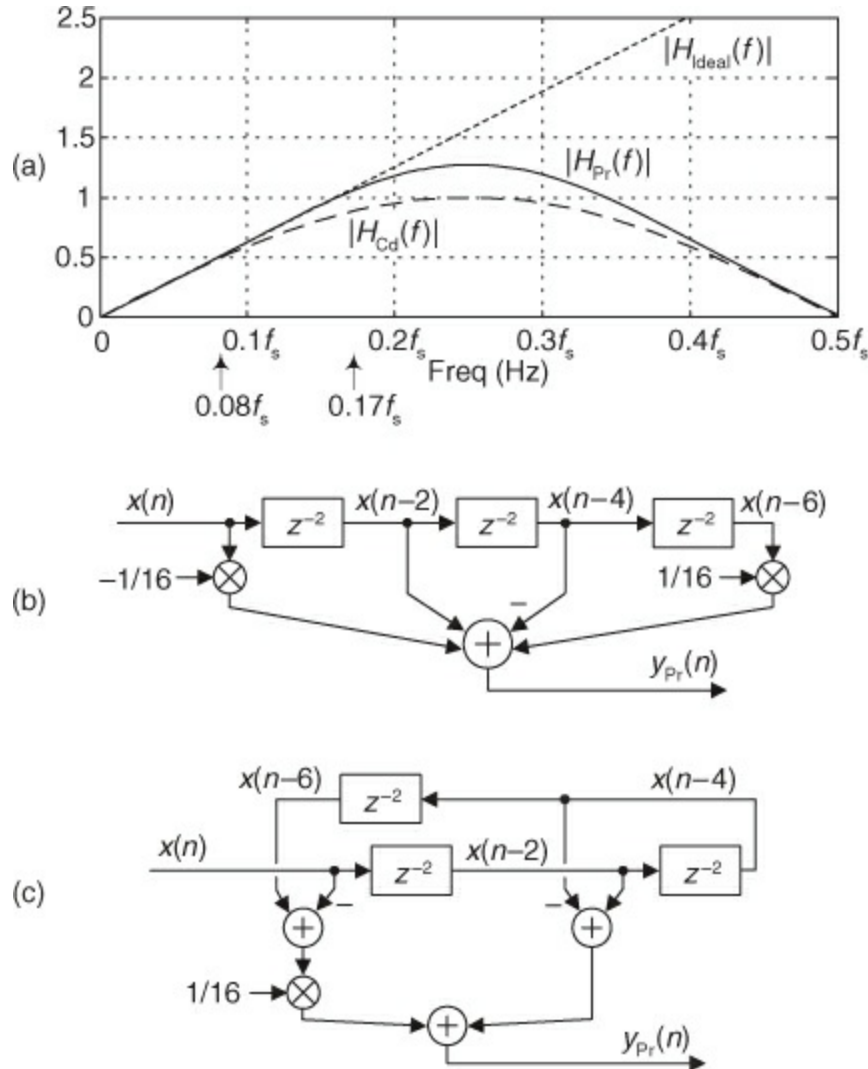 2.5
2
1.5
1
0.5
0
(a)
|H_Ideal(f)|
|H_Pr(f)|
|H_Cd(f)|
0 0.1f_s 0.2f_s 0.3f_s 0.4f_s 0.5f_s
Freq (Hz)
0.08f_s 0.17f_s
(b)
x(n) x(n–2) x(n–4) x(n–6)
z⁻² z⁻² z⁻²
–1/16 1/16
–
+
y_Pr(n)
(c)
x(n–6) z⁻² x(n–4)
x(n) z⁻² x(n–2) z⁻²
– –
+ +
1/16
+
y_Pr(n)